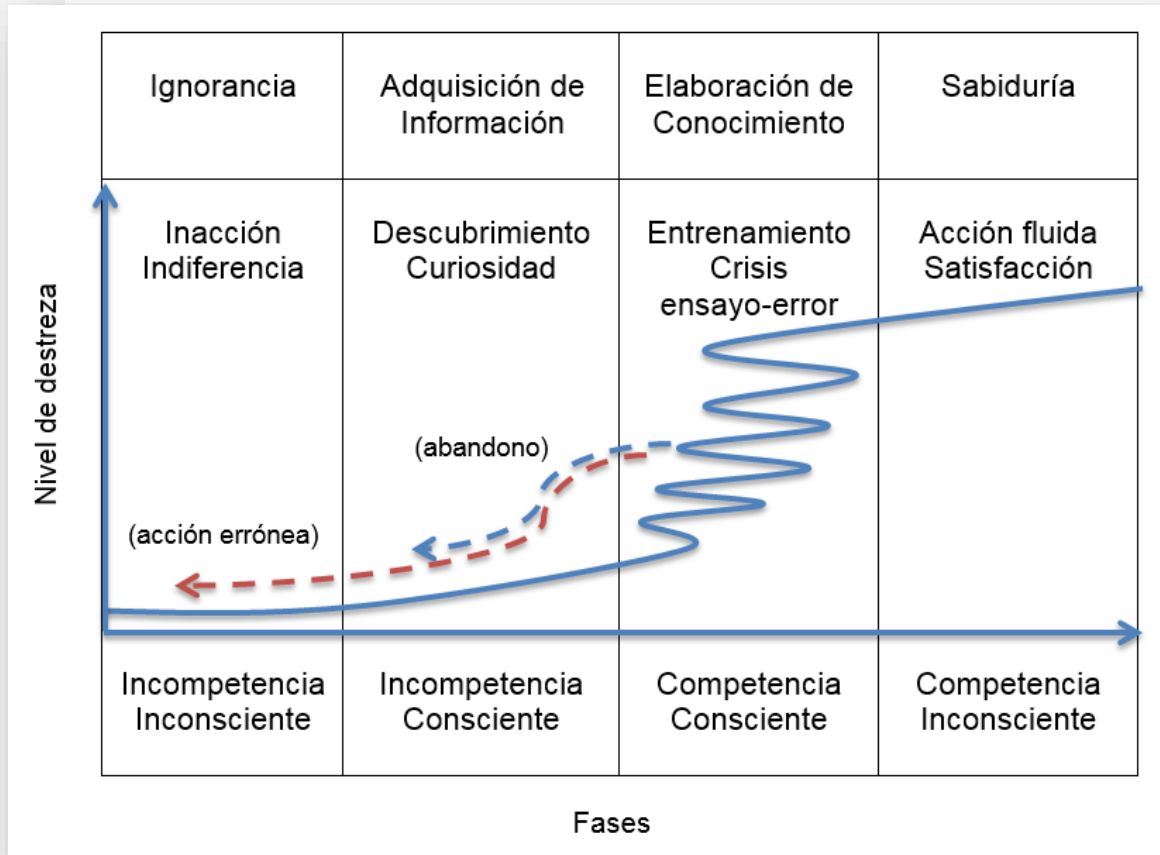 Ignorancia
Adquisición de
Información
Elaboración de
Conocimiento
Sabiduría
Inacción
Indiferencia
Descubrimiento
Curiosidad
Entrenamiento
Crisis
ensayo-error
Acción fluida
Satisfacción
Nivel de destreza
(abandono)
(acción errónea)
Incompetencia
Inconsciente
Incompetencia
Consciente
Competencia
Consciente
Competencia
Inconsciente
Fases